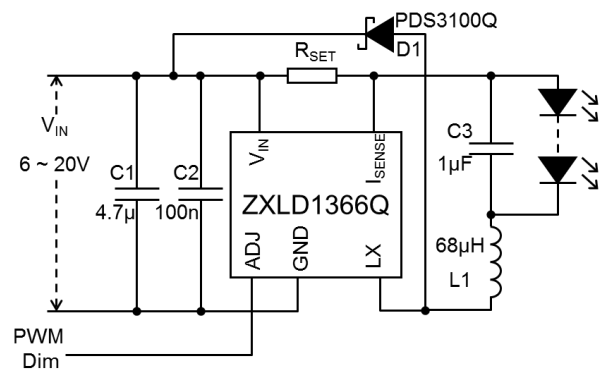 PDS3100Q
D1
RSET
VIN
6 ~ 20V
C1
4.7µ
C2
100n
VIN
ISENSE
ZXLD1366Q
ADJ
GND
LX
C3
1µF
68µH
L1
PWM
Dim